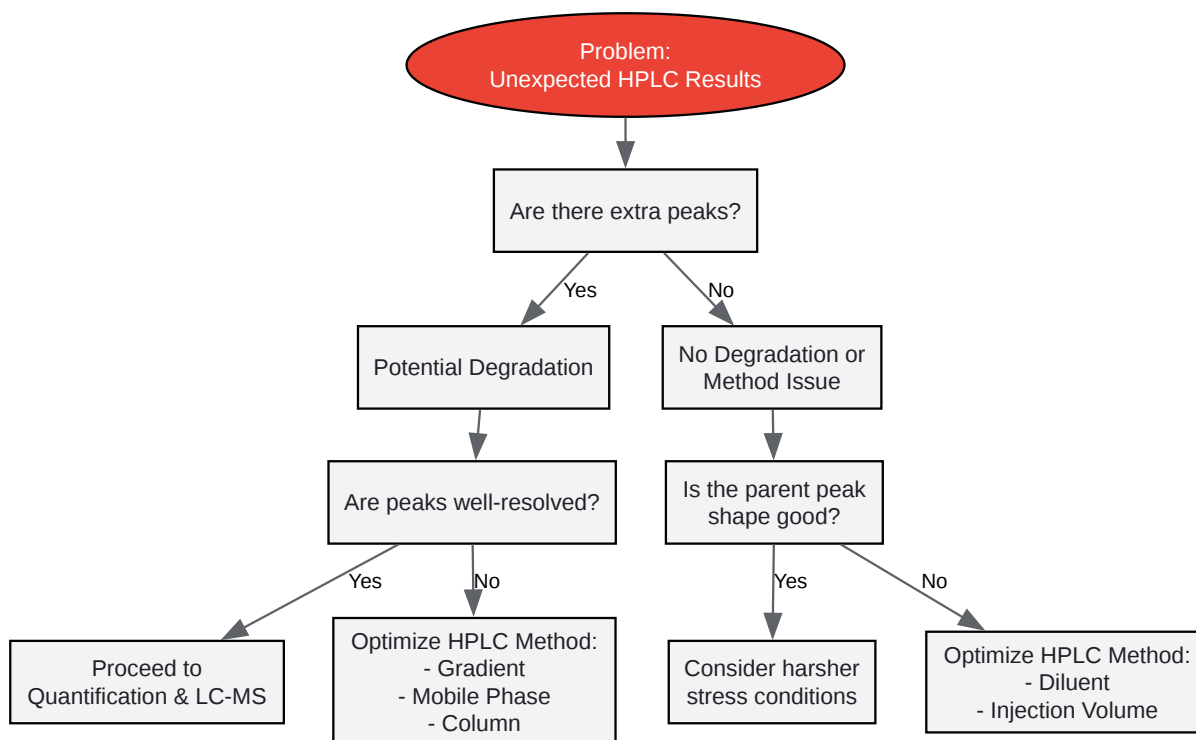 Problem:
Unexpected HPLC Results
Are there extra peaks?
Yes
No
Potential Degradation
No Degradation or
Method Issue
Are peaks well-resolved?
Is the parent peak
shape good?
Yes
No
Yes
No
Proceed to
Quantification & LC-MS
Optimize HPLC Method:
- Gradient
- Mobile Phase
- Column
Consider harsher
stress conditions
Optimize HPLC Method:
- Diluent
- Injection Volume